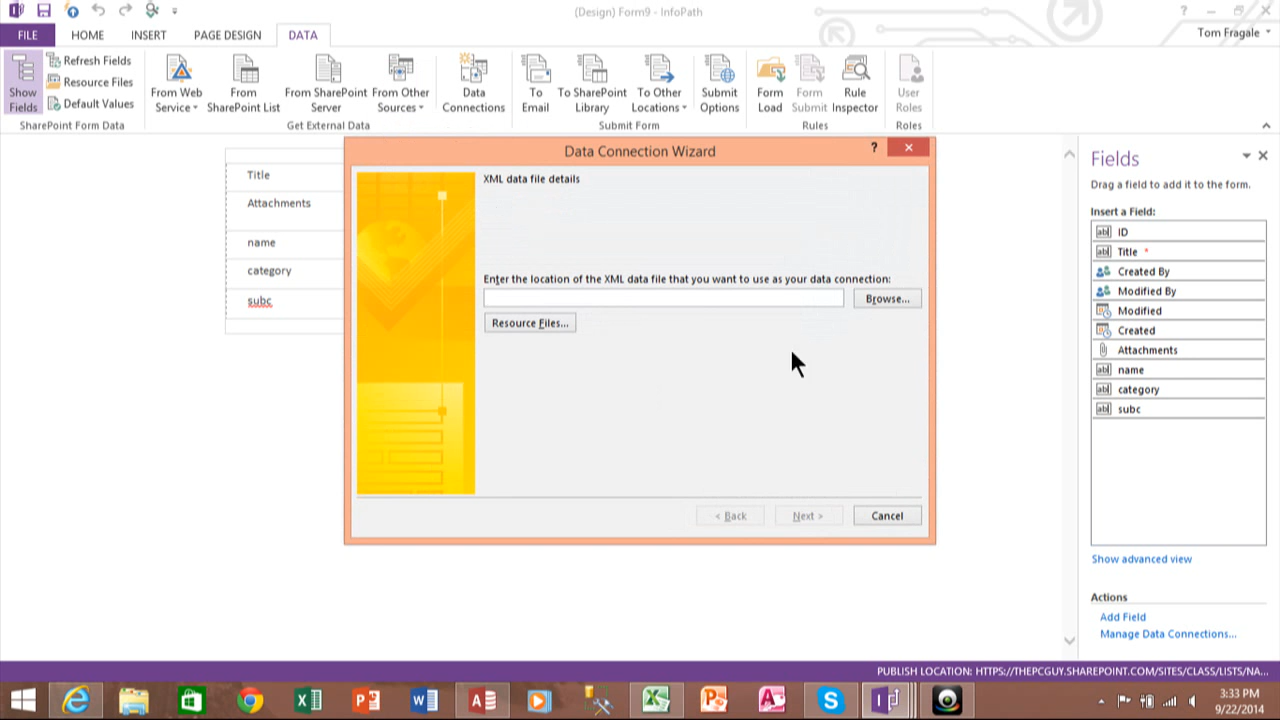 (Design) Form9 - InfoPath
?
FILE HOME INSERT PAGE DESIGN DATA
Tom Fragale
Show Fields
Refresh Fields
Resource Files
Default Values
SharePoint Form Data
From Web Service
From SharePoint List
From SharePoint Server
From Other Sources
Data Connections
Get External Data
To Email
To SharePoint Library
To Other Locations
Submit Options
Submit Form
Form Load
Form Submit
Rule Inspector
Rules
User Roles
Roles
Title
Attachments
name
category
subc
Data Connection Wizard
?
XML data file details
Enter the location of the XML data file that you want to use as your data connection:
Browse...
Resource Files...
< Back
Next >
Cancel
Fields
Drag a field to add it to the form.
Insert a Field:
ID
Title *
Created By
Modified By
Modified
Created
Attachments
name
category
subc
Show advanced view
Actions
Add Field
Manage Data Connections...
PUBLISH LOCATION: HTTPS://THEPCGUY.SHAREPOINT.COM/SITES/CLASS/LISTS/NA...
3:33 PM
9/22/2014